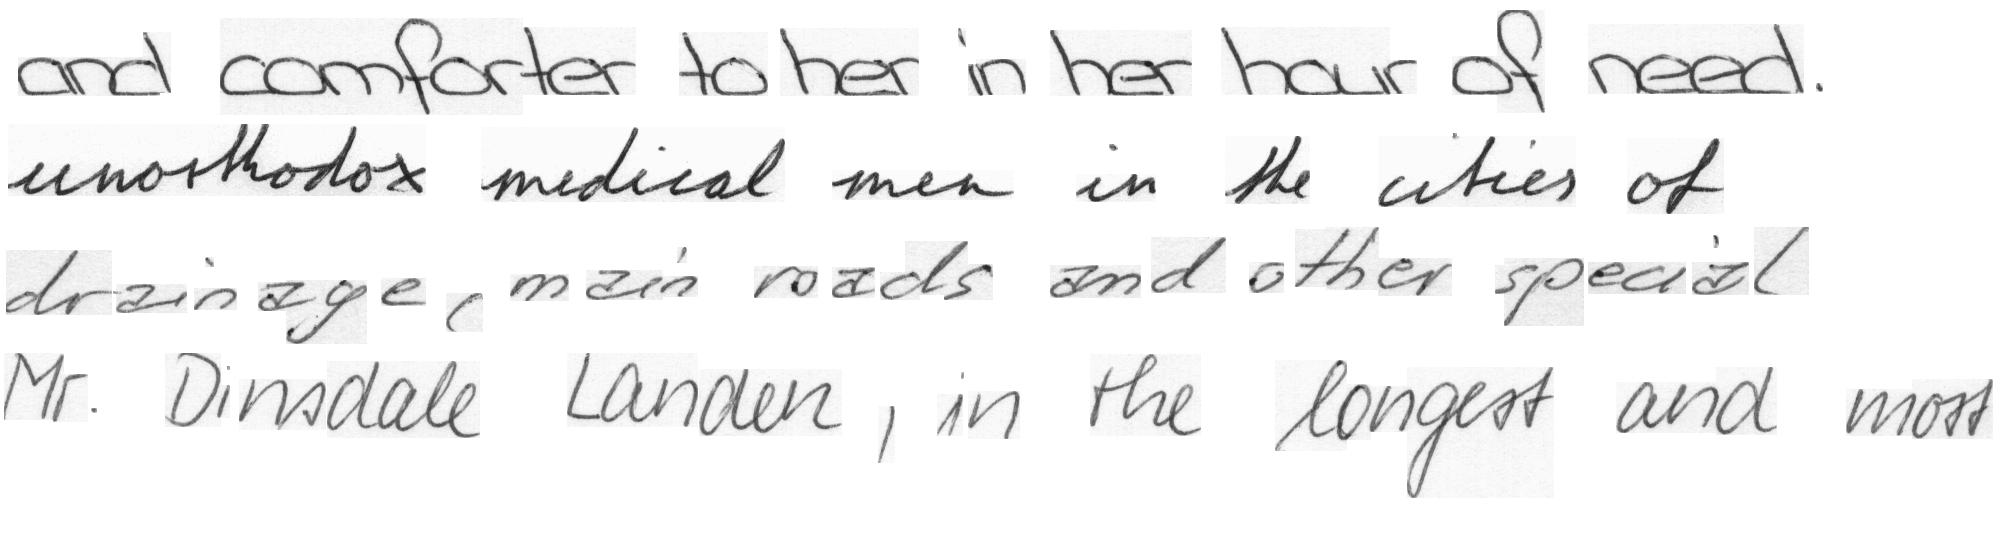 and comforter to her in her hour of need.
unorthodox medical men in the cities of
drainage, main roads and other special
Mr. Dinsdale Landen, in the longest and most